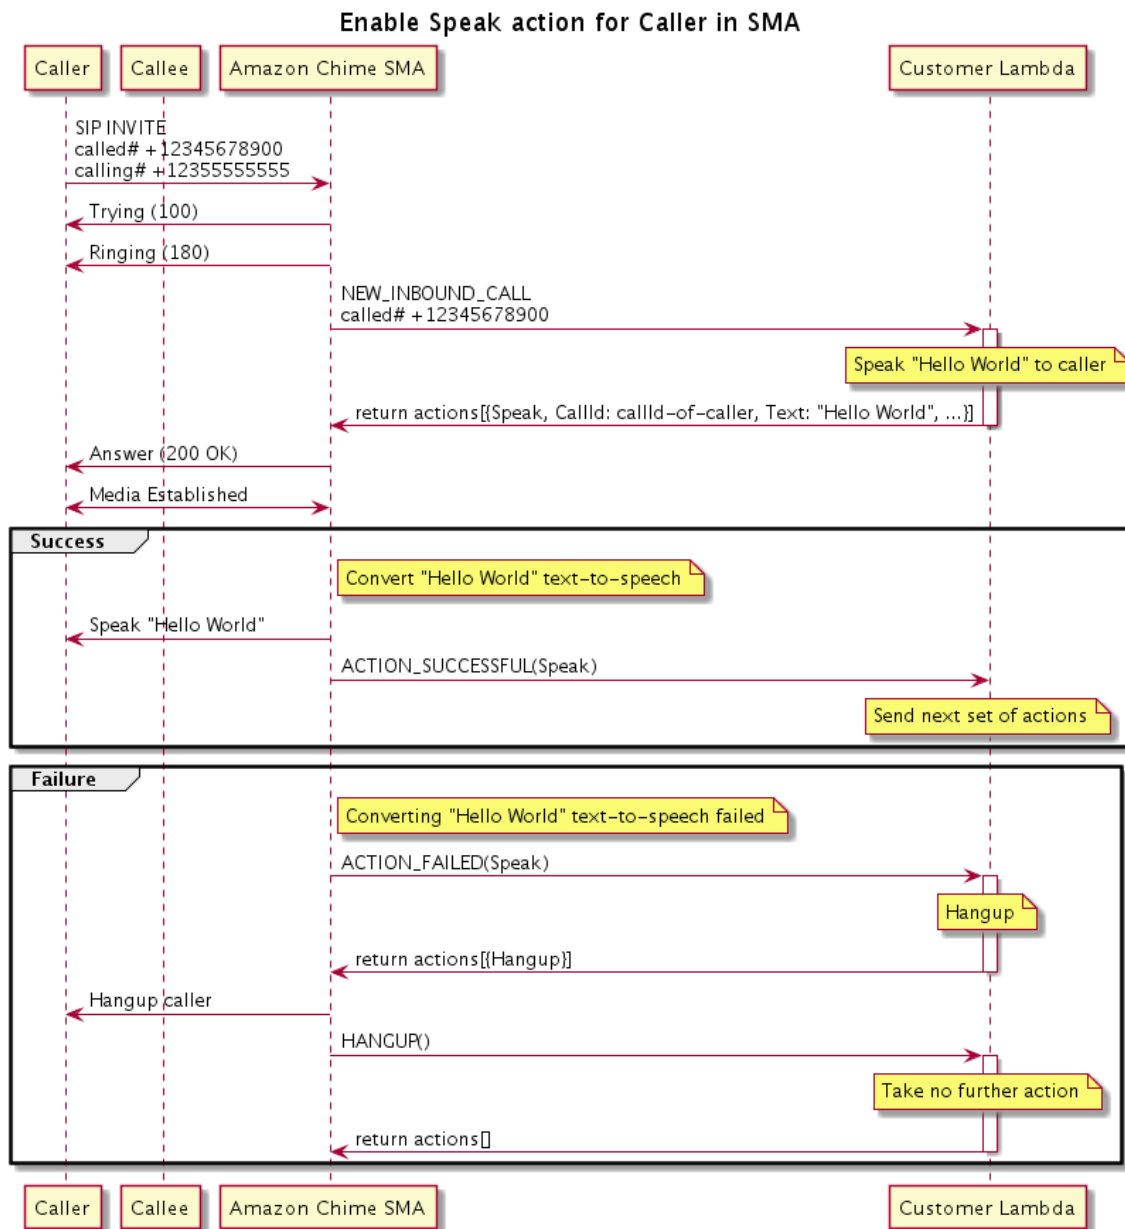 Enable Speak action for Caller in SMA
Caller
Callee
Amazon Chime SMA
Customer Lambda
SIP INVITE
called# +12345678900
calling# +12355555555
Trying (100)
Ringing (180)
NEW_INBOUND_CALL
called# +12345678900
Speak "Hello World" to caller
return actions[{Speak, CallId: callId-of-caller, Text: "Hello World", ...}]
Answer (200 OK)
Media Established
Success
Convert "Hello World" text-to-speech
Speak "Hello World"
ACTION_SUCCESSFUL(Speak)
Send next set of actions
Failure
Converting "Hello World" text-to-speech failed
ACTION_FAILED(Speak)
Hangup
return actions[{Hangup}]
Hangup caller
HANGUP()
Take no further action
return actions[]
Caller
Callee
Amazon Chime SMA
Customer Lambda